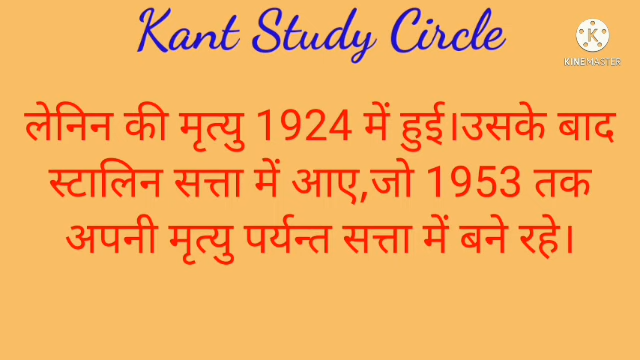 Kant Study Circle
K
KINEMASTER
लेनिन की मृत्यु 1924 में हुई।उसके बाद
स्टालिन सत्ता में आए,जो 1953 तक
अपनी मृत्यु पर्यन्त सत्ता में बने रहे।